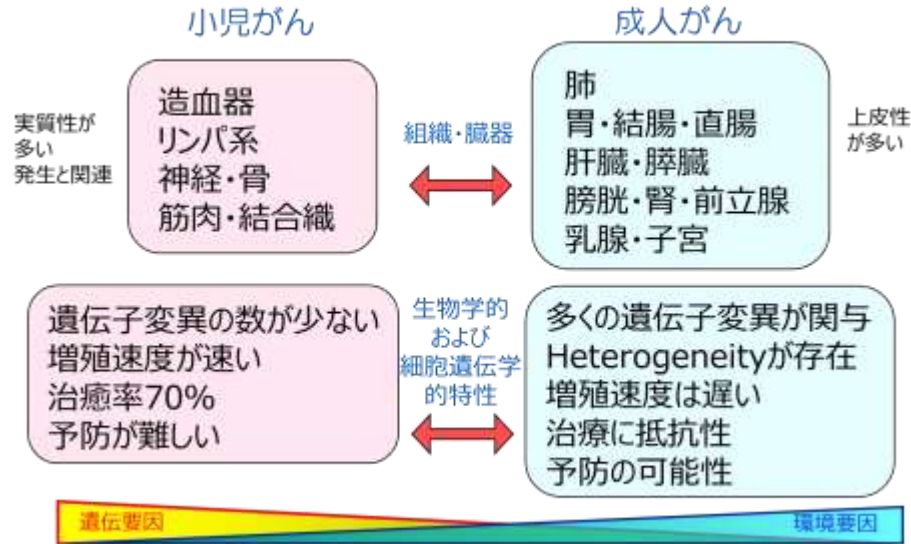 小児がん
成人がん
実質性が
多い
発生と関連
造血器
リンパ系
神経・骨
筋肉・結合織
組織・臓器
肺
胃・結腸・直腸
肝臓・膵臓
膀胱・腎・前立腺
乳腺・子宮
上皮性
が多い
遺伝子変異の数が少ない
増殖速度が速い
治癒率70%
予防が難しい
生物学的
および
細胞遺伝学
的特性
多くの遺伝子変異が関与
Heterogeneityが存在
増殖速度は遅い
治療に抵抗性
予防の可能性
遺伝要因
環境要因